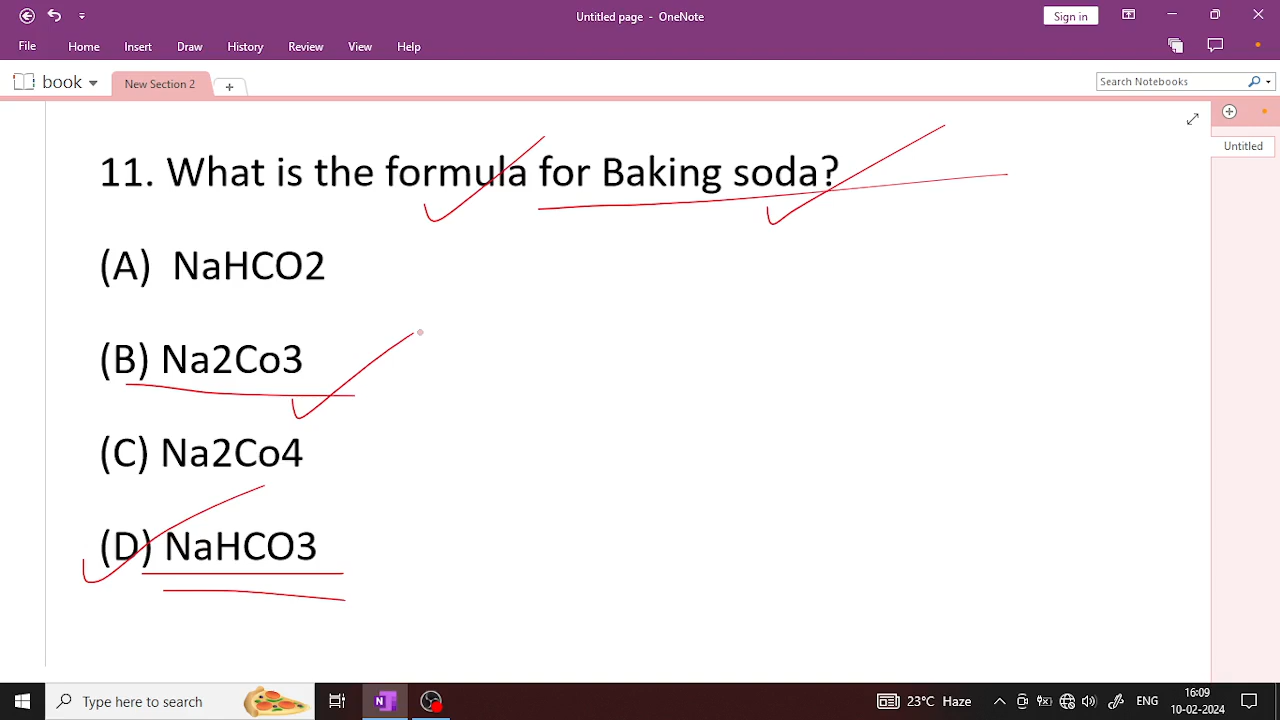 Untitled page - OneNote
Sign in
File Home Insert Draw History Review View Help
book New Section 2 +
Search Notebooks
Untitled
11. What is the formula for Baking soda?
(A) NaHCO2
(B) Na2Co3
(C) Na2Co4
(D) NaHCO3
Type here to search
N
23°C Haze
ENG
16:09
10-02-2024